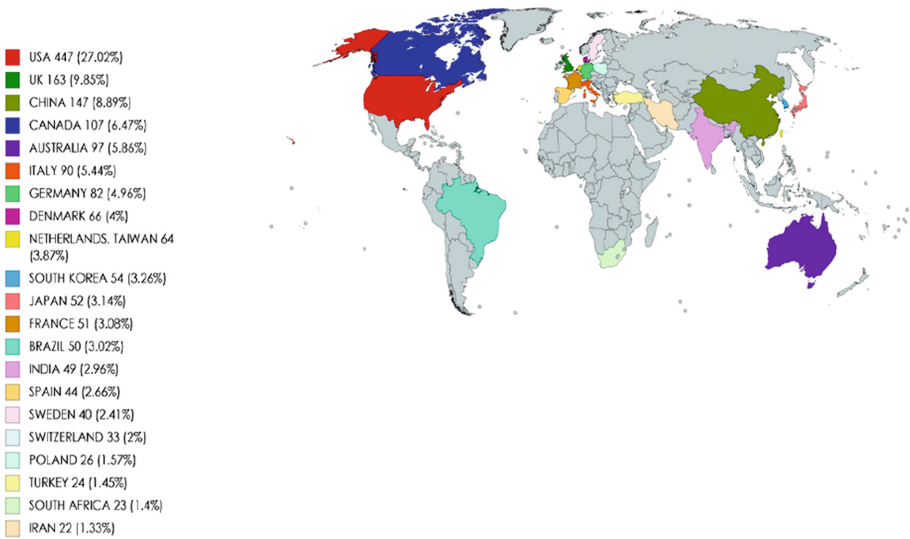 USA 447 (27.02%)
UK 163 (9.85%)
CHINA 147 (8.89%)
CANADA 107 (6.47%)
AUSTRALIA 97 (5.86%)
ITALY 90 (5.44%)
GERMANY 82 (4.96%)
DENMARK 66 (4%)
NETHERLANDS, TAIWAN 64
(3.87%)
SOUTH KOREA 54 (3.26%)
JAPAN 52 (3.14%)
FRANCE 51 (3.08%)
BRAZIL 50 (3.02%)
INDIA 49 (2.96%)
SPAIN 44 (2.66%)
SWEDEN 40 (2.41%)
SWITZERLAND 33 (2%)
POLAND 26 (1.57%)
TURKEY 24 (1.45%)
SOUTH AFRICA 23 (1.4%)
IRAN 22 (1.33%)